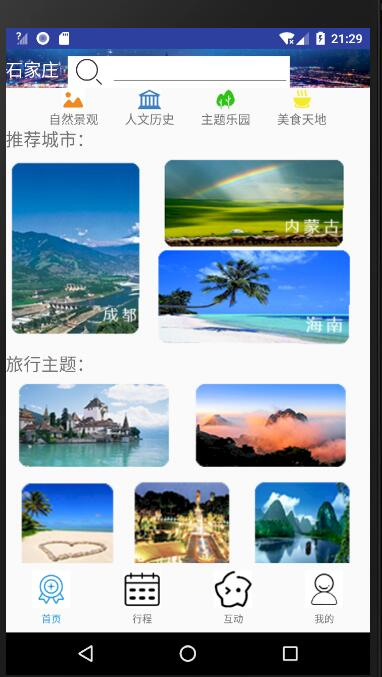 21:29
石家庄
自然景观 人文历史 主题乐园 美食天地
推荐城市：
内蒙古
成都
海南
旅行主题：
首页 行程 互动 我的